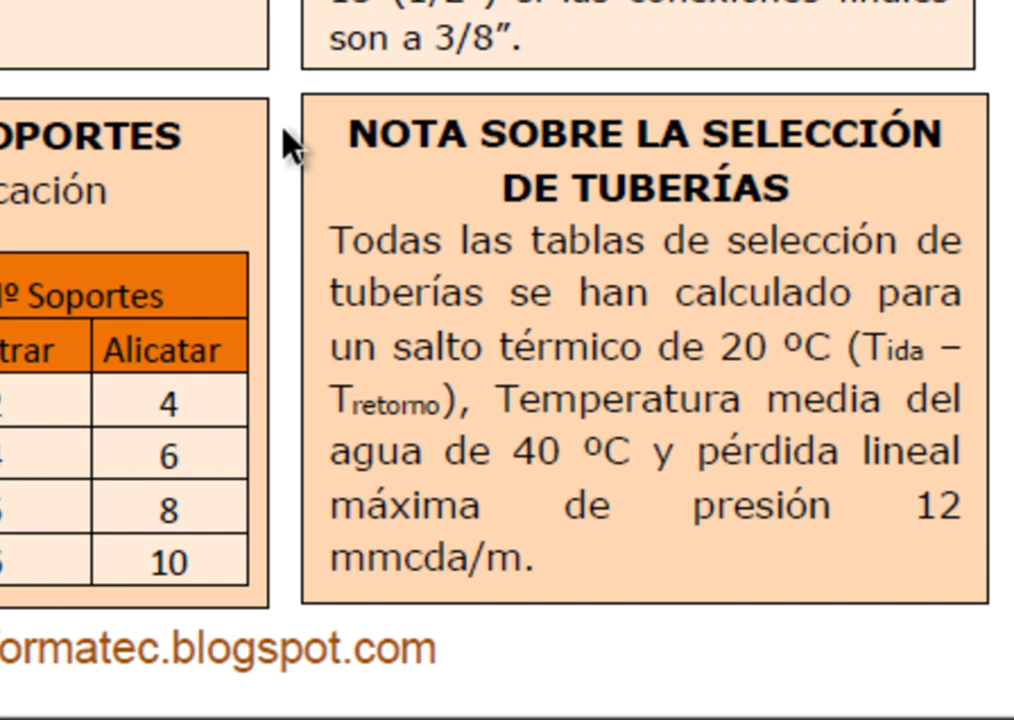 son a 3/8”.
OPORTES
cación
Nº Soportes
trar Alicatar
4
6
8
10
NOTA SOBRE LA SELECCIÓN
DE TUBERÍAS
Todas las tablas de selección de
tuberías se han calculado para
un salto térmico de 20 ºC (Tida –
Tretorno), Temperatura media del
agua de 40 ºC y pérdida lineal
máxima de presión 12
mmcda/m.
ormatec.blogspot.com